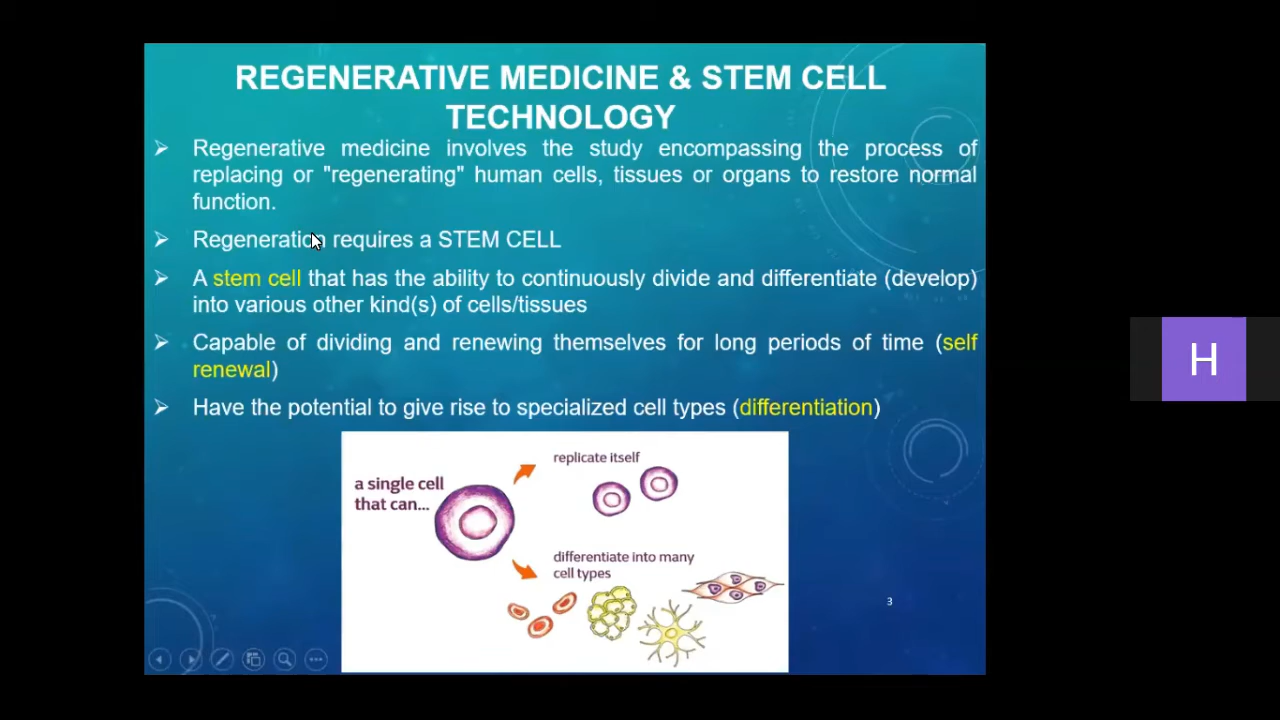 REGENERATIVE MEDICINE & STEM CELL
TECHNOLOGY
Regenerative medicine involves the study encompassing the process of
replacing or "regenerating" human cells, tissues or organs to restore normal
function.
Regeneration requires a STEM CELL
A stem cell that has the ability to continuously divide and differentiate (develop)
into various other kind(s) of cells/tissues
Capable of dividing and renewing themselves for long periods of time (self
renewal)
Have the potential to give rise to specialized cell types (differentiation)
a single cell
that can...
replicate itself
differentiate into many
cell types
3
H